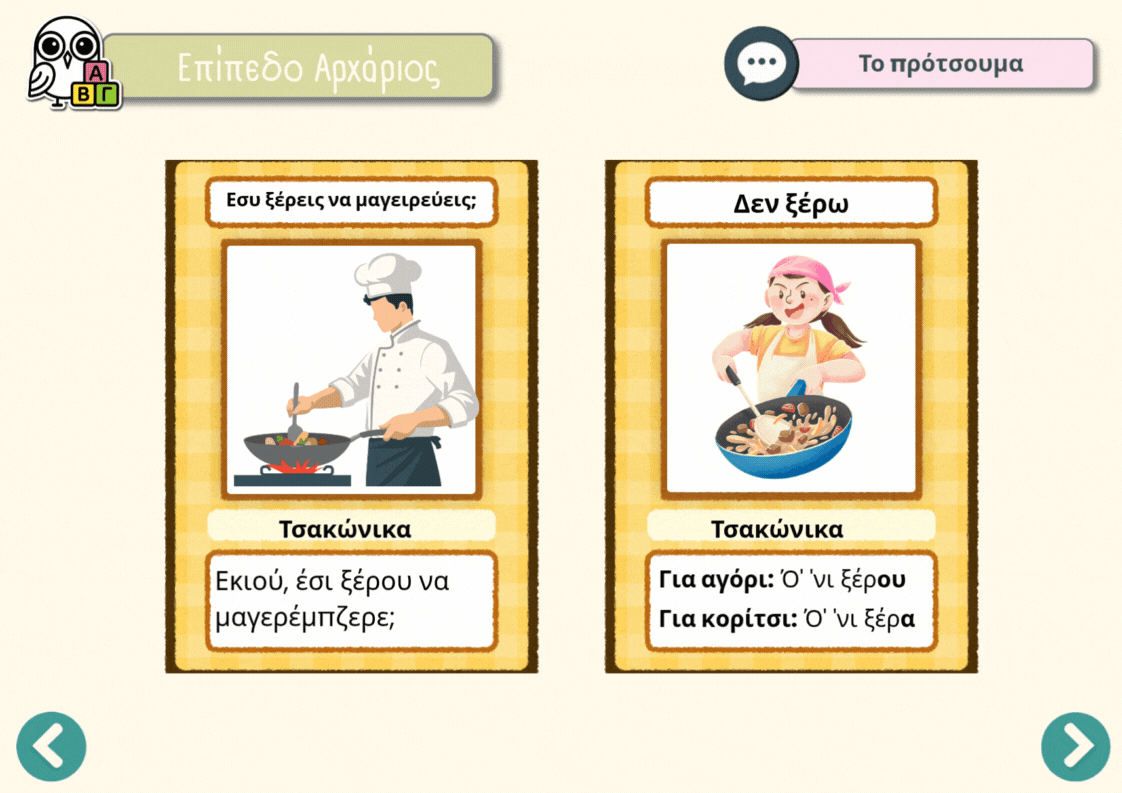 Α
Β Γ
Επίπεδο Αρχάριος
Το πρότσουμα
Εσυ ξέρεις να μαγειρεύεις;
Τσακώνικα
Εκιού, έσι ξέρου να
μαγερέμπζερε;
Δεν ξέρω
Τσακώνικα
Για αγόρι: Ό' 'νι ξέρου
Για κορίτσι: Ό' 'νι ξέρα